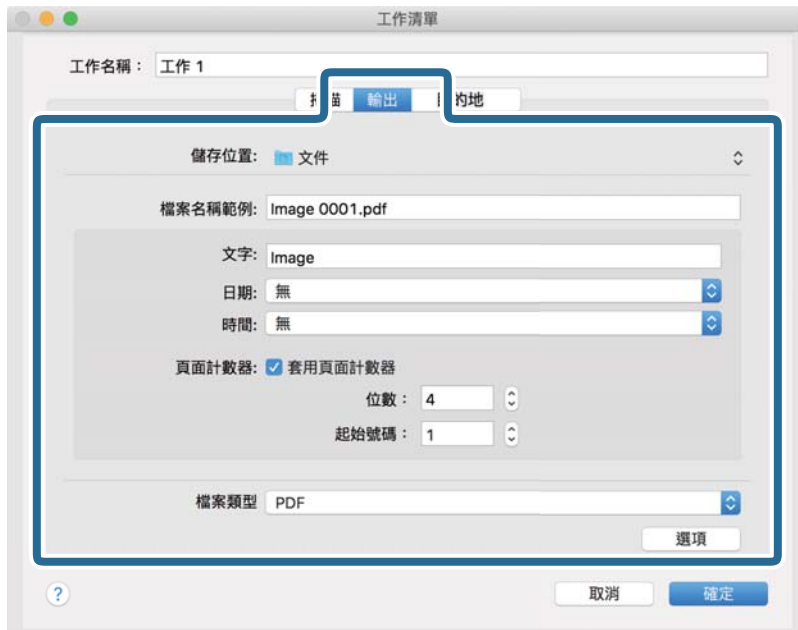 工作清單
工作名稱： 工作 1
輸出
儲存位置: 文件
檔案名稱範例: Image 0001.pdf
文字: Image
日期: 無
時間: 無
頁面計數器: 套用頁面計數器
位數： 4
起始號碼： 1
檔案類型 PDF
選項
? 取消 確定